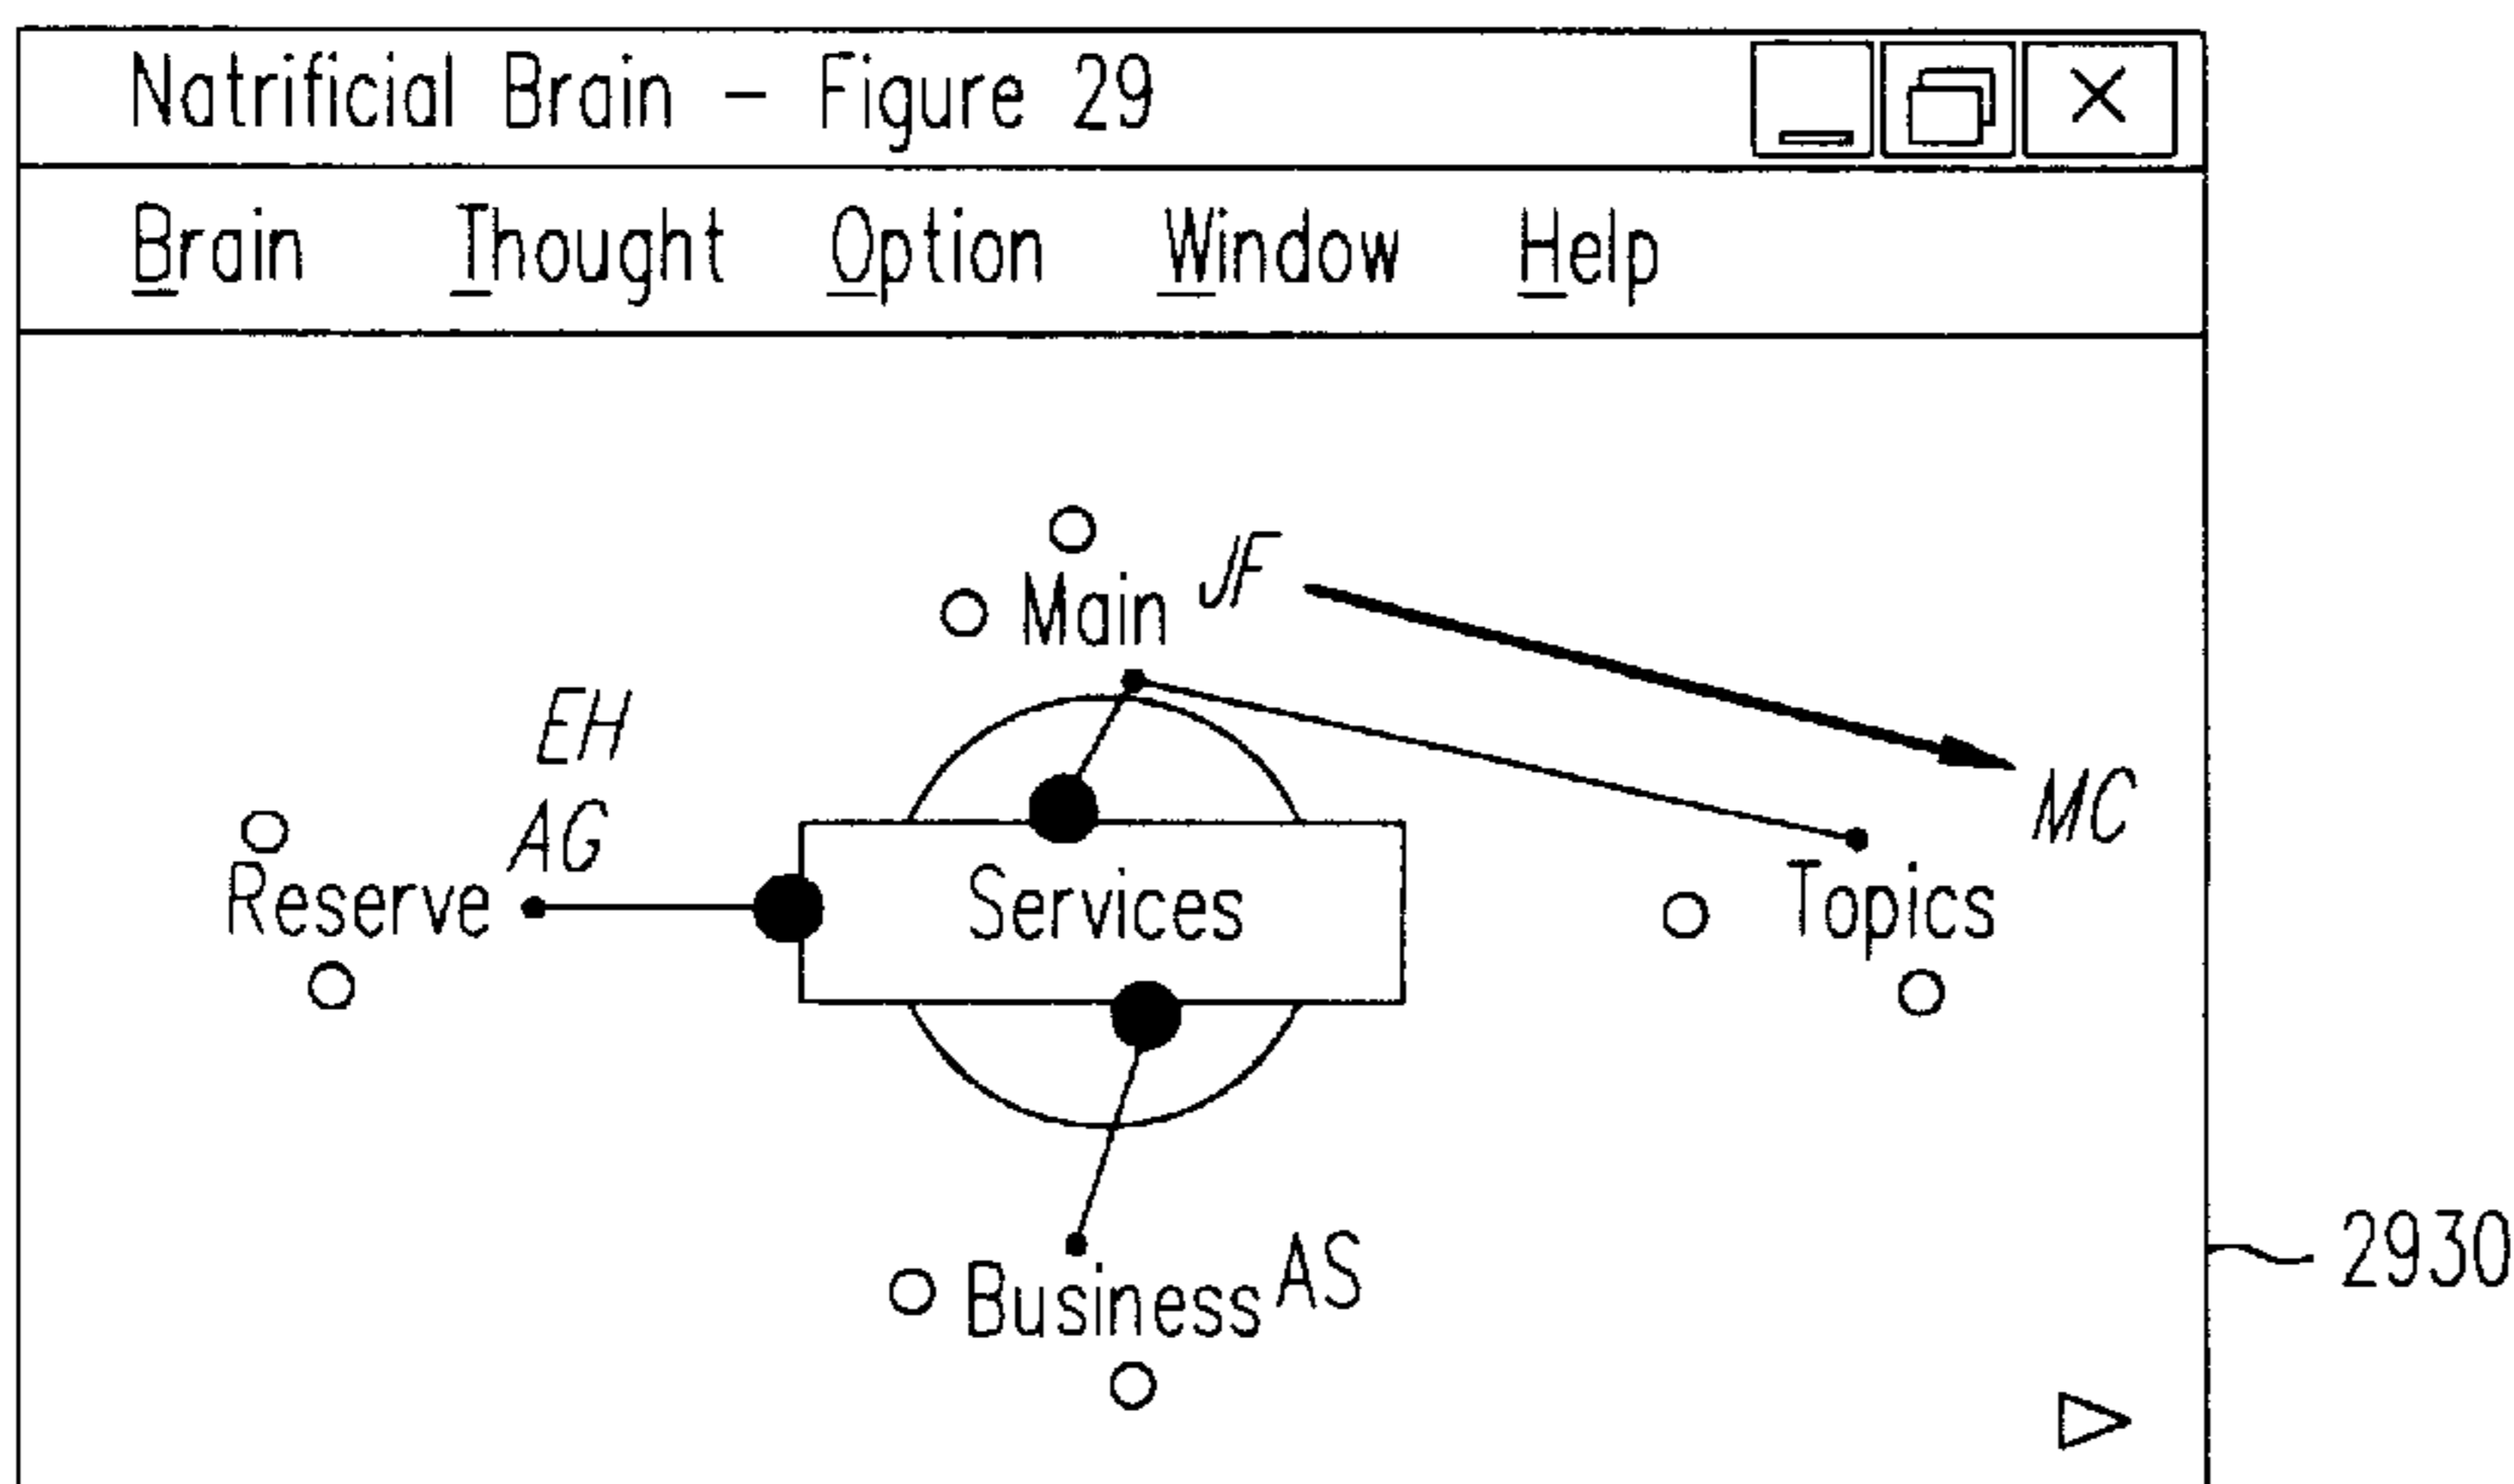 Natrificial Brain – Figure 29
Brain Thought Option Window Help
Main JF
EH
AG
MC
Reserve Services Topics
2930
Business AS